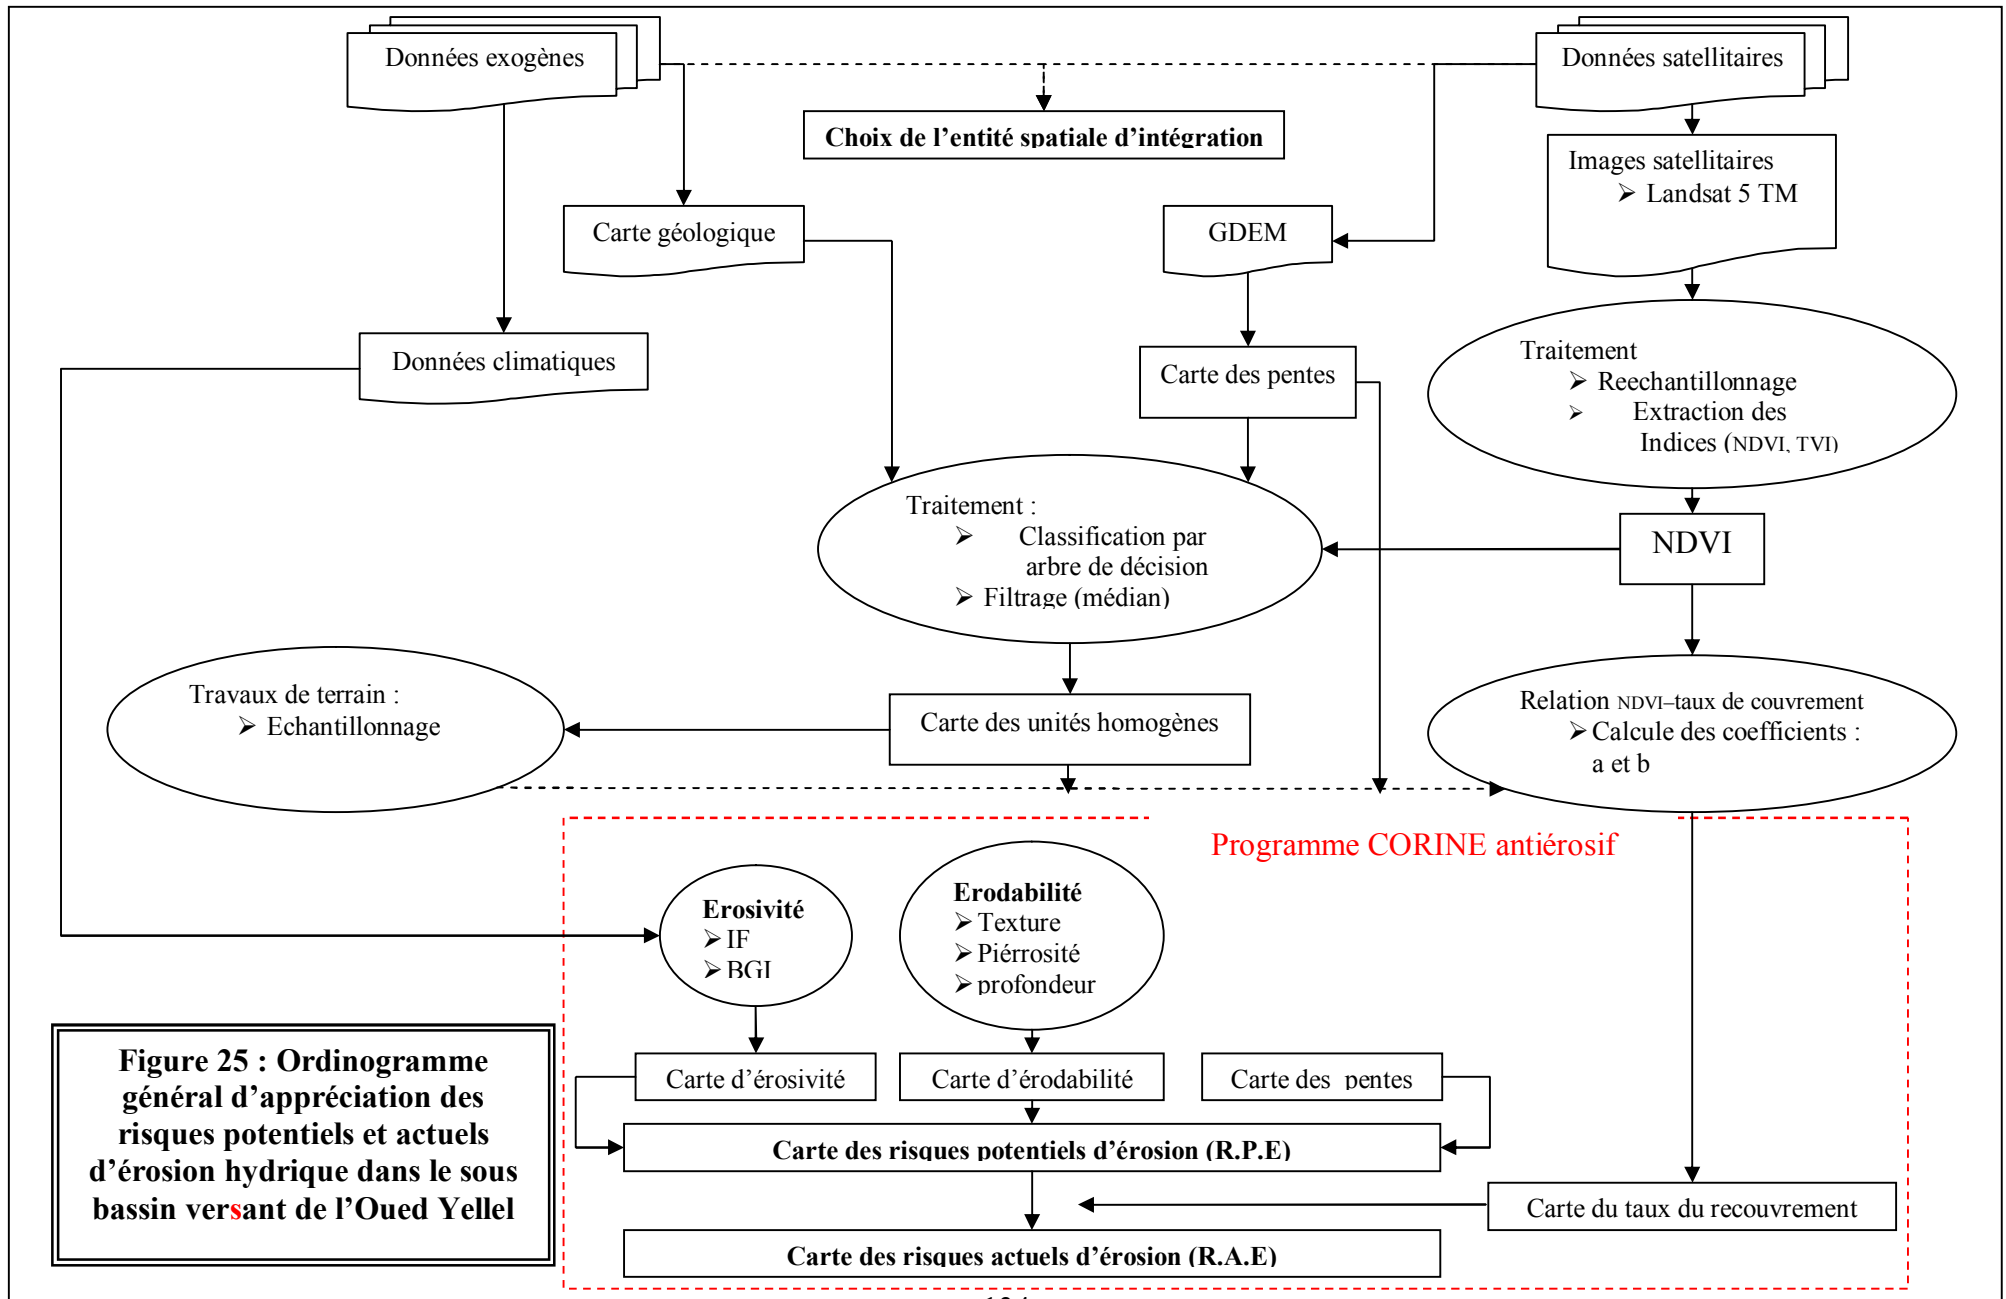 Données exogènes
Données satellitaires
Choix de l'entité spatiale d'intégration
Images satellitaires
➢ Landsat 5 TM
Carte géologique
GDEM
Données climatiques
Carte des pentes
Traitement
➢ Reechantillonnage
➢ Extraction des
Indices (NDVI, TVI)
Traitement :
➢ Classification par
arbre de décision
➢ Filtrage (médian)
NDVI
Travaux de terrain :
➢ Echantillonnage
Carte des unités homogènes
Relation NDVI–taux de couvrement
➢ Calcule des coefficients :
a et b
Programme CORINE antiérosif
Erosivité
➢ IF
➢ BGI
Erodabilité
➢ Texture
➢ Piérrosité
➢ profondeur
Figure 25 : Ordinogramme
général d'appréciation des
risques potentiels et actuels
d'érosion hydrique dans le sous
bassin versant de l'Oued Yellel
Carte d'érosivité
Carte d'érodabilité
Carte des pentes
Carte des risques potentiels d'érosion (R.P.E)
Carte du taux du recouvrement
Carte des risques actuels d'érosion (R.A.E)